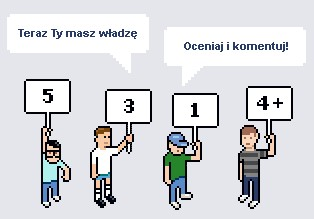 Teraz Ty masz władzę
Oceniaj i komentuj!
5
3
1
4+